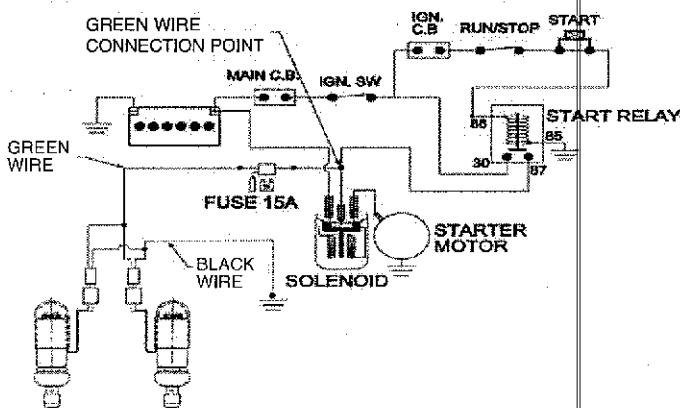 GREEN WIRE
CONNECTION POINT
IGN.
C.B
RUN/STOP
START
MAIN C.B.
IGN. SW
START RELAY
86
85
30
87
GREEN
WIRE
FUSE 15A
STARTER
MOTOR
BLACK
WIRE
SOLENOID